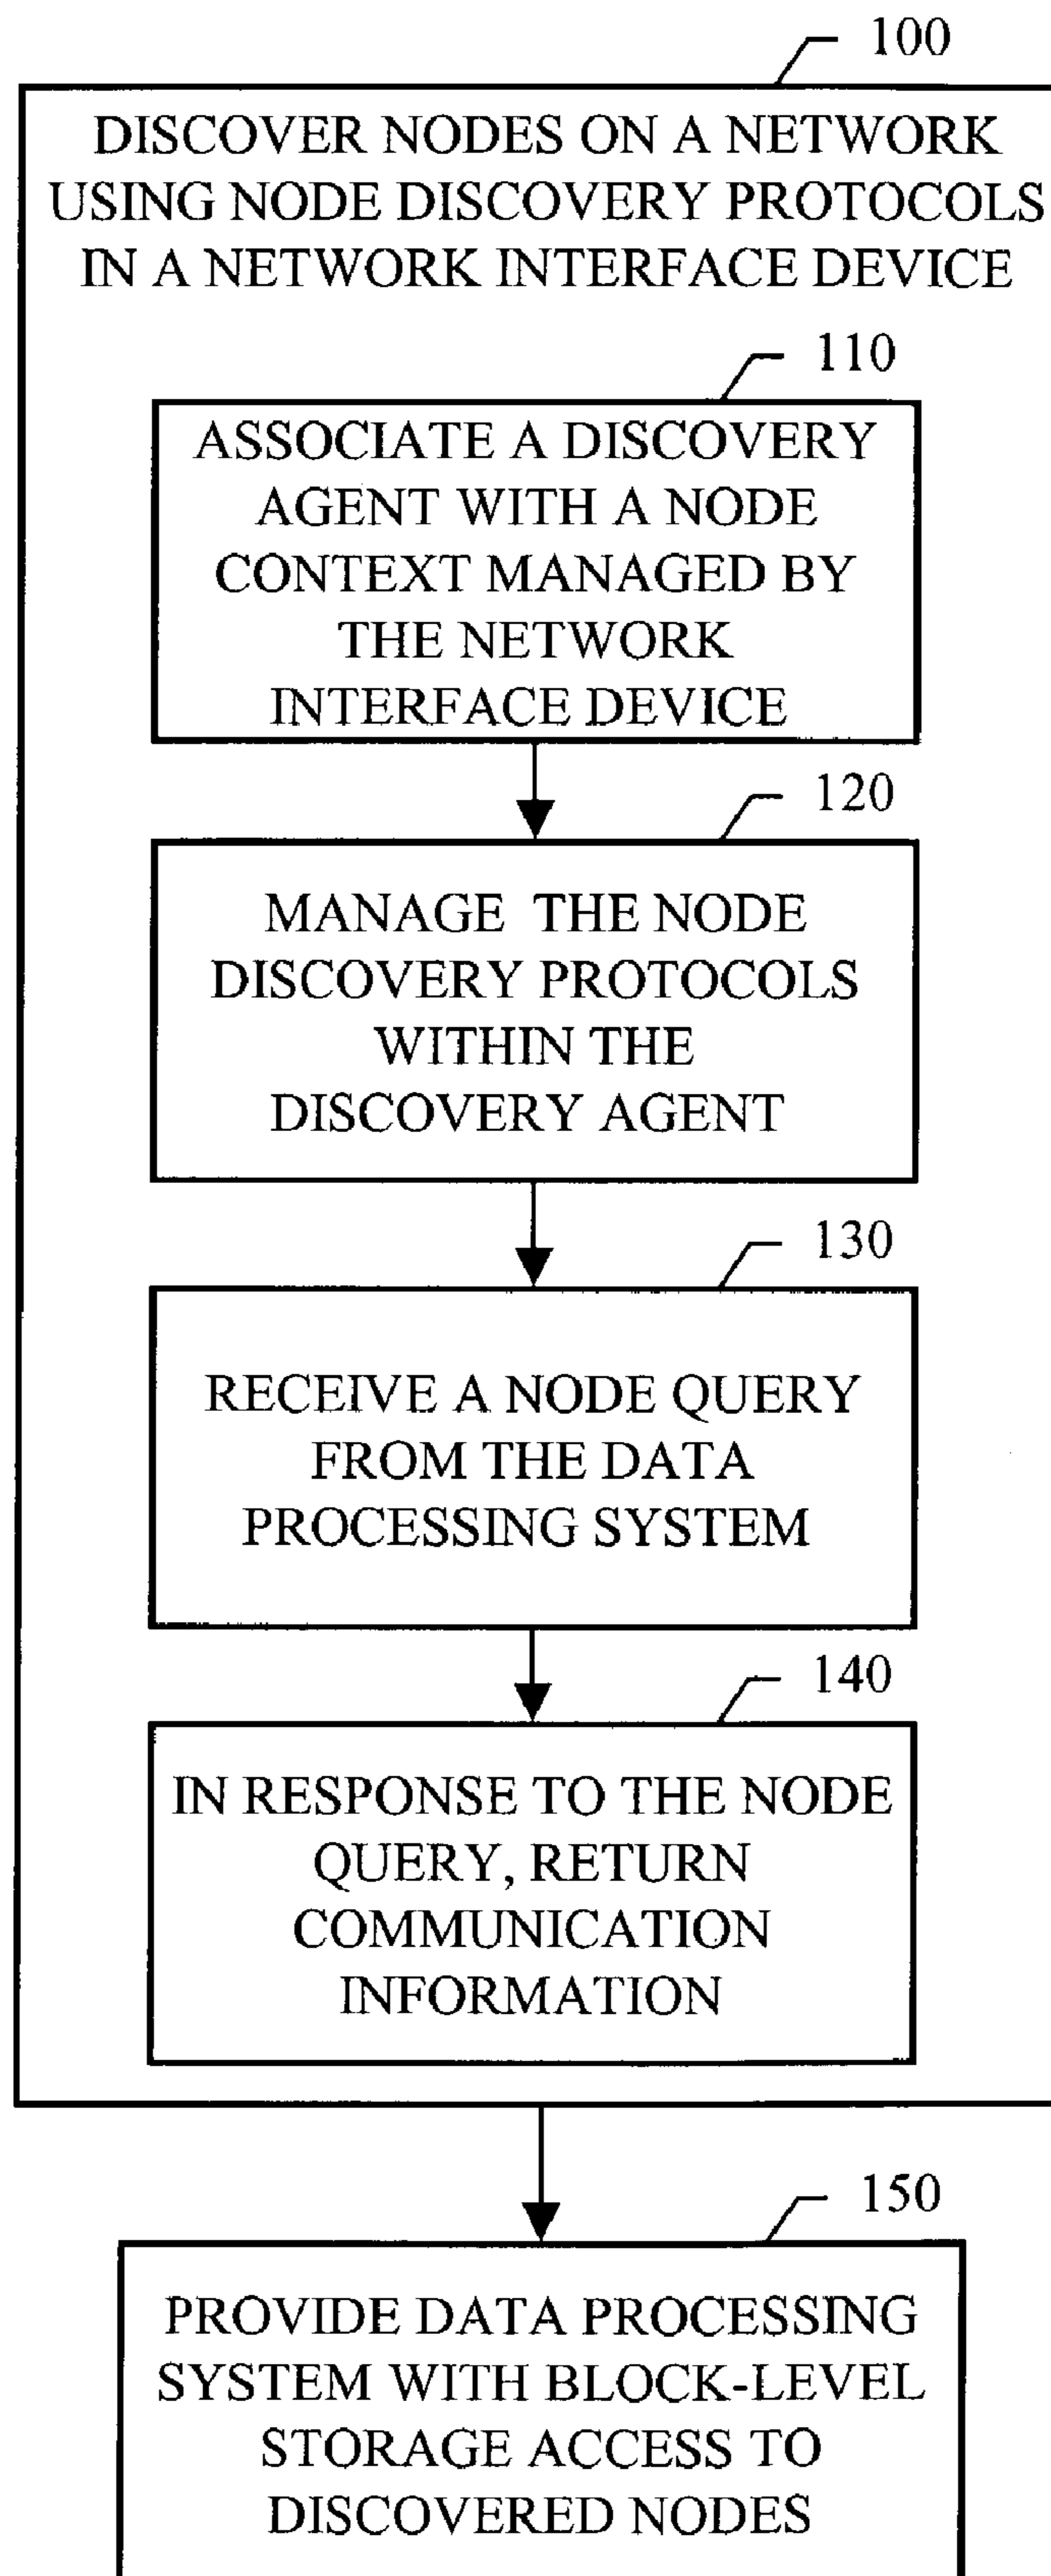 100
DISCOVER NODES ON A NETWORK
USING NODE DISCOVERY PROTOCOLS
IN A NETWORK INTERFACE DEVICE
110
ASSOCIATE A DISCOVERY
AGENT WITH A NODE
CONTEXT MANAGED BY
THE NETWORK
INTERFACE DEVICE
120
MANAGE THE NODE
DISCOVERY PROTOCOLS
WITHIN THE
DISCOVERY AGENT
130
RECEIVE A NODE QUERY
FROM THE DATA
PROCESSING SYSTEM
140
IN RESPONSE TO THE NODE
QUERY, RETURN
COMMUNICATION
INFORMATION
150
PROVIDE DATA PROCESSING
SYSTEM WITH BLOCK-LEVEL
STORAGE ACCESS TO
DISCOVERED NODES